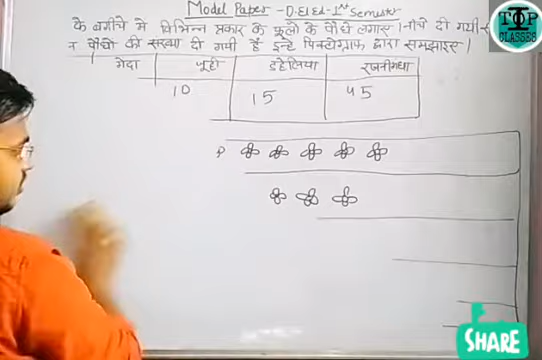 Model Paper - D.El.Ed - 1st Semester
के बगीचे में विभिन्न प्रकार के फूलों के पौधे लगाए। नीचे दी गयी
पौधों की संख्या दी गयी है इन्हें पिक्टोग्राफ द्वारा समझाइए।
गेंदा जूही डहेलिया रजनीगंधा
10 15 45
TOP
CLASSES
SHARE